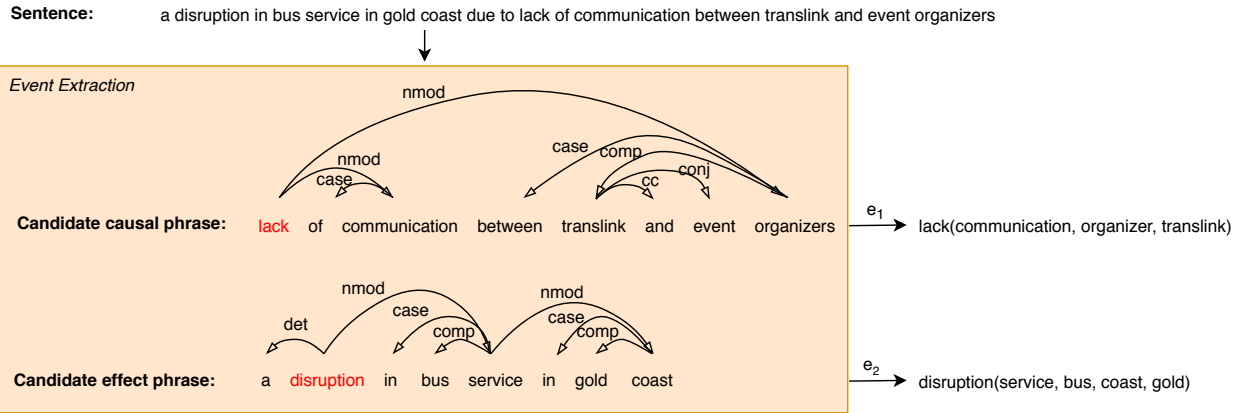 Sentence: a disruption in bus service in gold coast due to lack of communication between translink and event organizers
Event Extraction
nmod
case comp
nmod
case cc conj
Candidate causal phrase: lack of communication between translink and event organizers e1 lack(communication, organizer, translink)
nmod nmod
det case case
comp comp
Candidate effect phrase: a disruption in bus service in gold coast e2 disruption(service, bus, coast, gold)